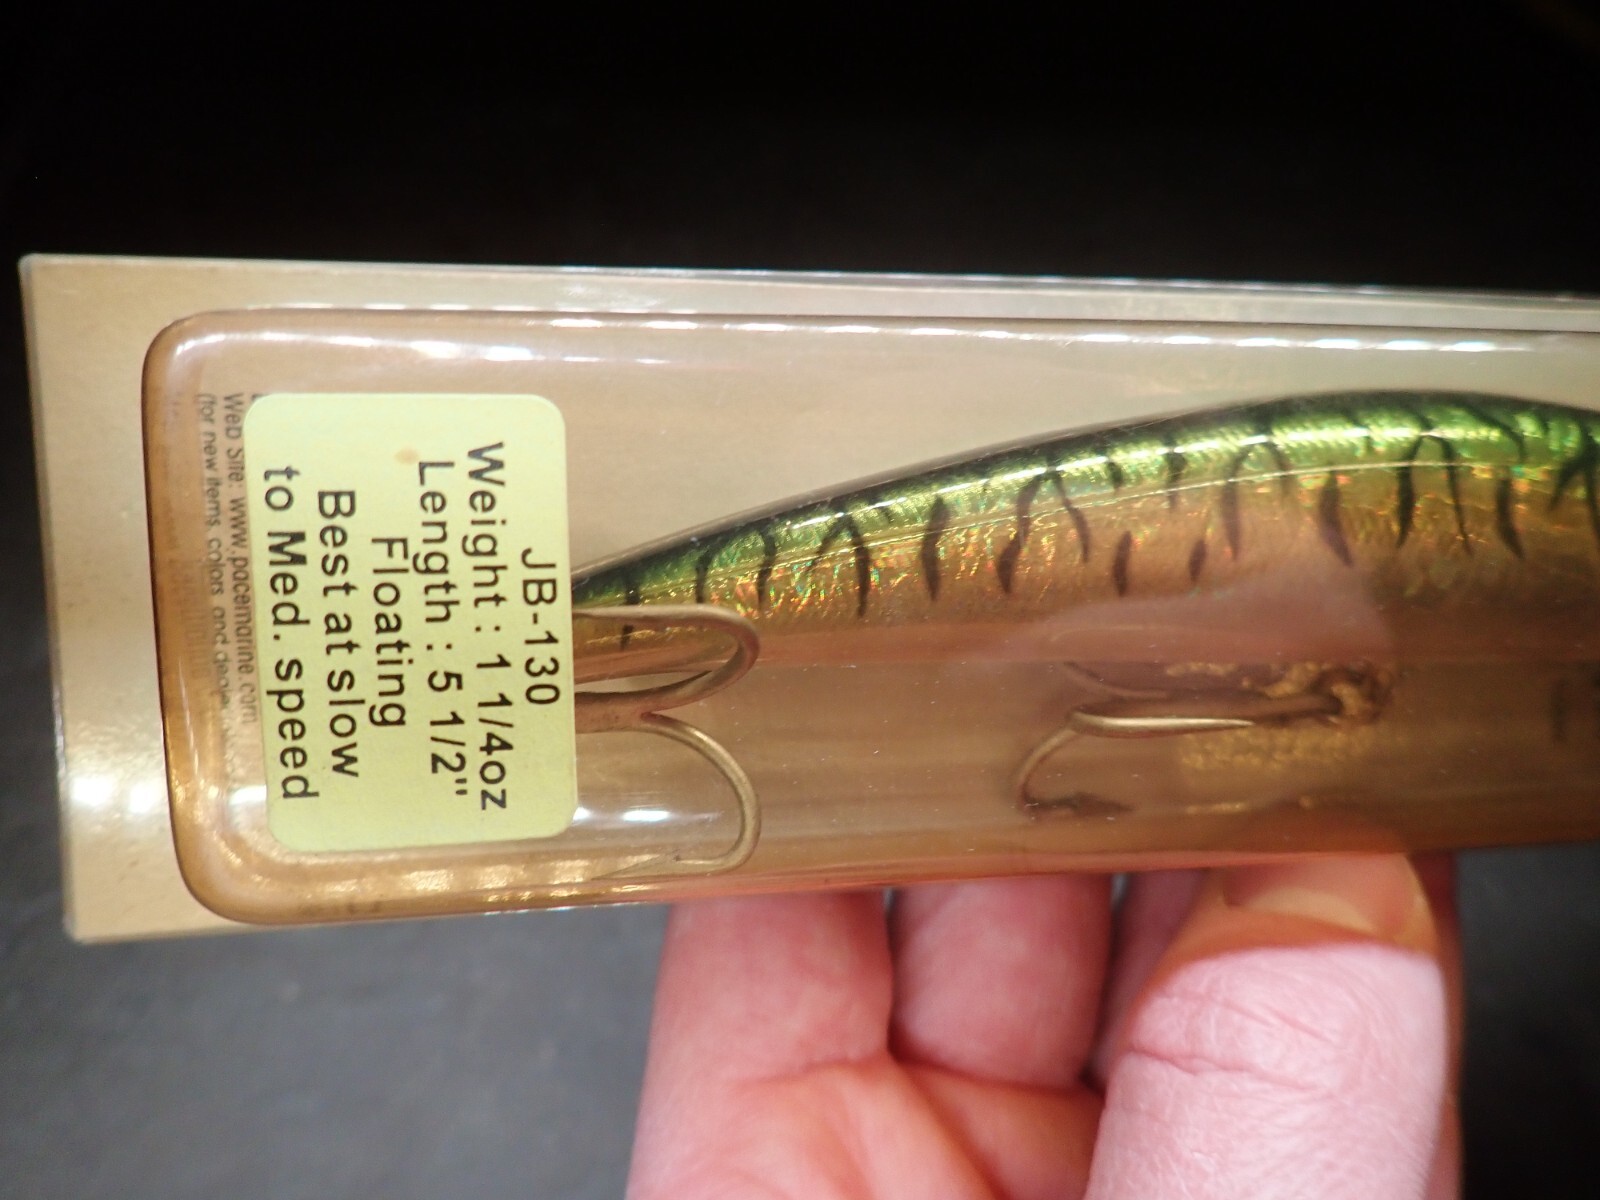 JB-130
Weight : 1 1/4oz
Length : 5 1/2"
Floating
Best at slow
to Med. speed
Web Site: www.pacemarine.com
(for new items, colors and